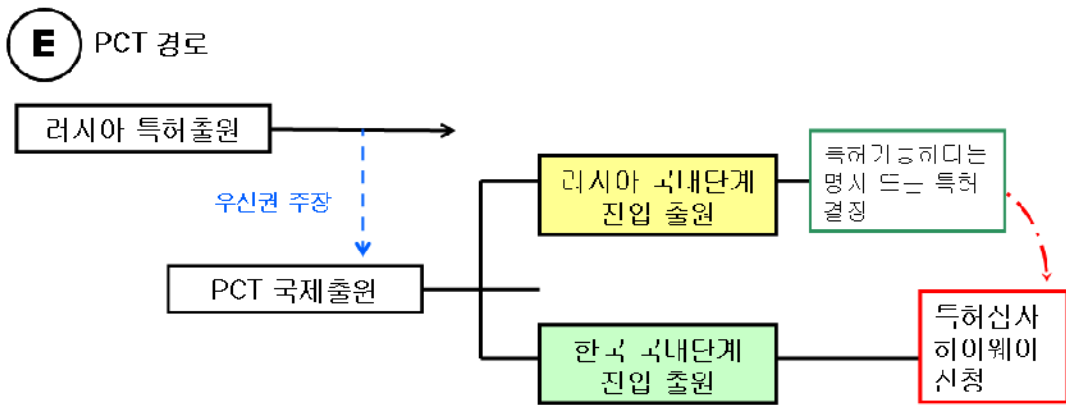 E PCT 경로
러시아 특허출원
우선권 주장
PCT 국제출원
러시아 국내단계
진입 출원
특허가능하다는
명시 또는 특허
결정
한국 국내단계
진입 출원
특허심사
하이웨이
신청